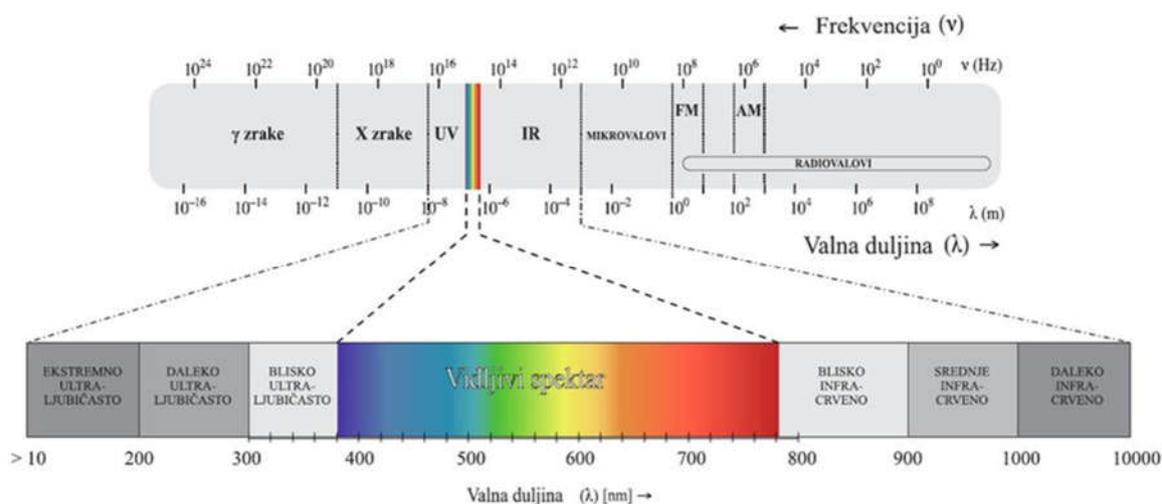 ← Frekvencija (ν)
10²⁴ 10²² 10²⁰ 10¹⁸ 10¹⁶ 10¹⁴ 10¹² 10¹⁰ 10⁸ 10⁶ 10⁴ 10² 10⁰ ν (Hz)
γ zrake X zrake UV IR MIKROVALOVI FM AM
RADIOVALOVI
10⁻¹⁶ 10⁻¹⁴ 10⁻¹² 10⁻¹⁰ 10⁻⁸ 10⁻⁶ 10⁻⁴ 10⁻² 10⁰ 10² 10⁴ 10⁶ 10⁸ λ (m)
Valna duljina (λ) →
EKSTREMNO
ULTRA-
LJUBIČASTO
DALEKO
ULTRA-
LJUBIČASTO
BLISKO
ULTRA-
LJUBIČASTO
Vidljivi spektar
BLISKO
INFRA-
CRVENO
SREDNJE
INFRA-
CRVENO
DALEKO
INFRA-
CRVENO
> 10 200 300 400 500 600 700 800 900 1000 10000
Valna duljina (λ) [nm] →